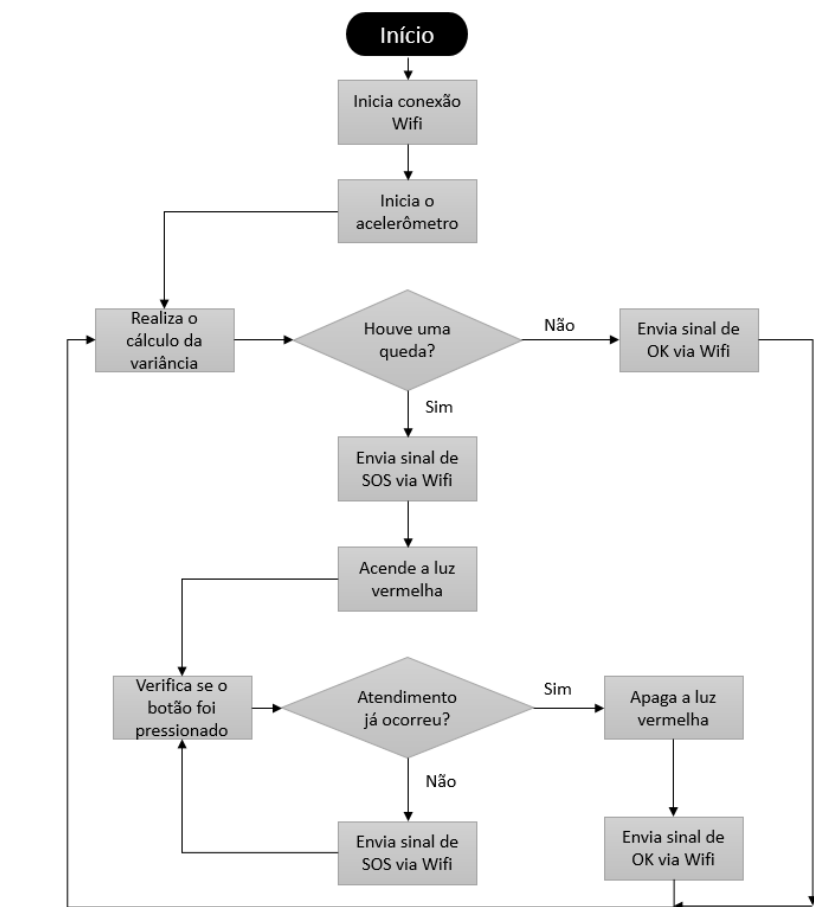 Início
Inicia conexão
Wifi
Inicia o
acelerômetro
Realiza o
cálculo da
variância
Houve uma
queda?
Não
Envia sinal de
OK via Wifi
Sim
Envia sinal de
SOS via Wifi
Acende a luz
vermelha
Verifica se o
botão foi
pressionado
Atendimento
já ocorreu?
Sim
Apaga a luz
vermelha
Não
Envia sinal de
SOS via Wifi
Envia sinal de
OK via Wifi